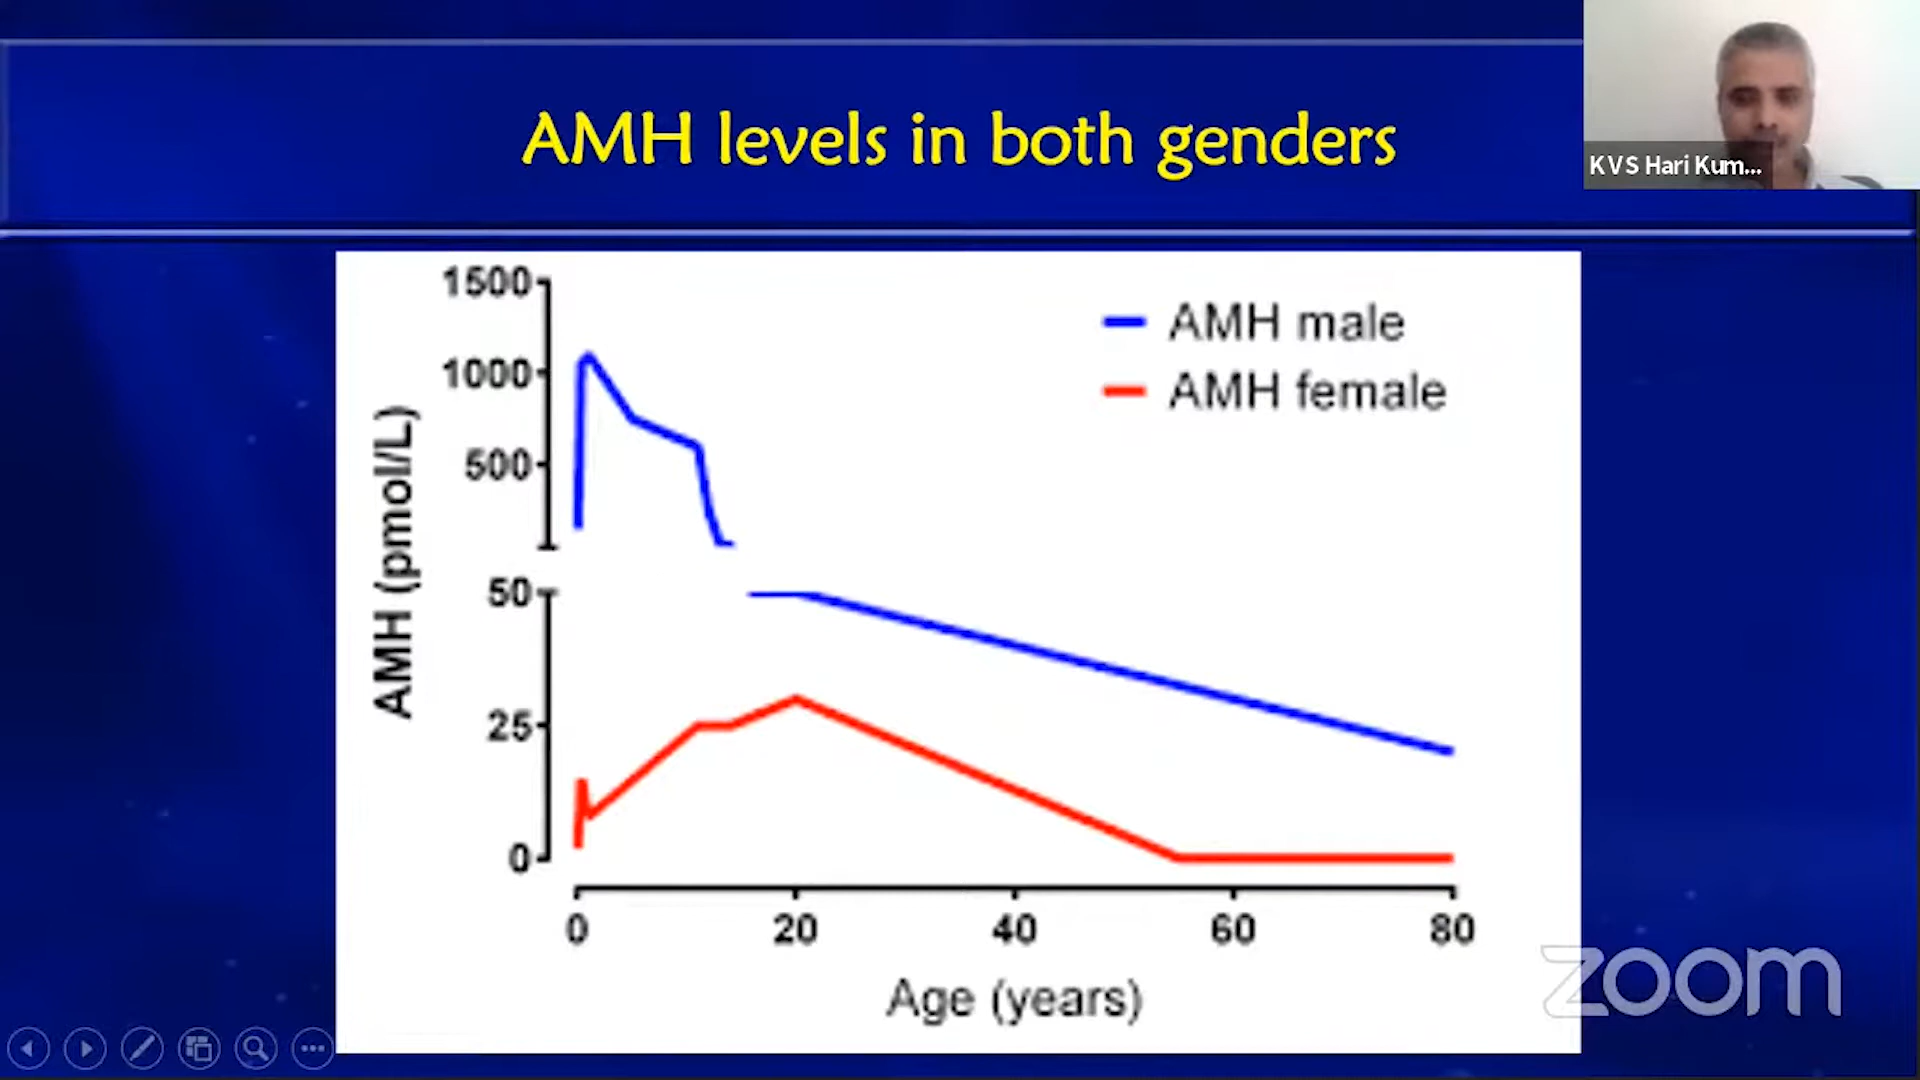 AMH levels in both genders
KVS Hari Kum...
1500
1000
500
50
25
0
AMH (pmol/L)
AMH male
AMH female
0 20 40 60 80
Age (years)
zoom